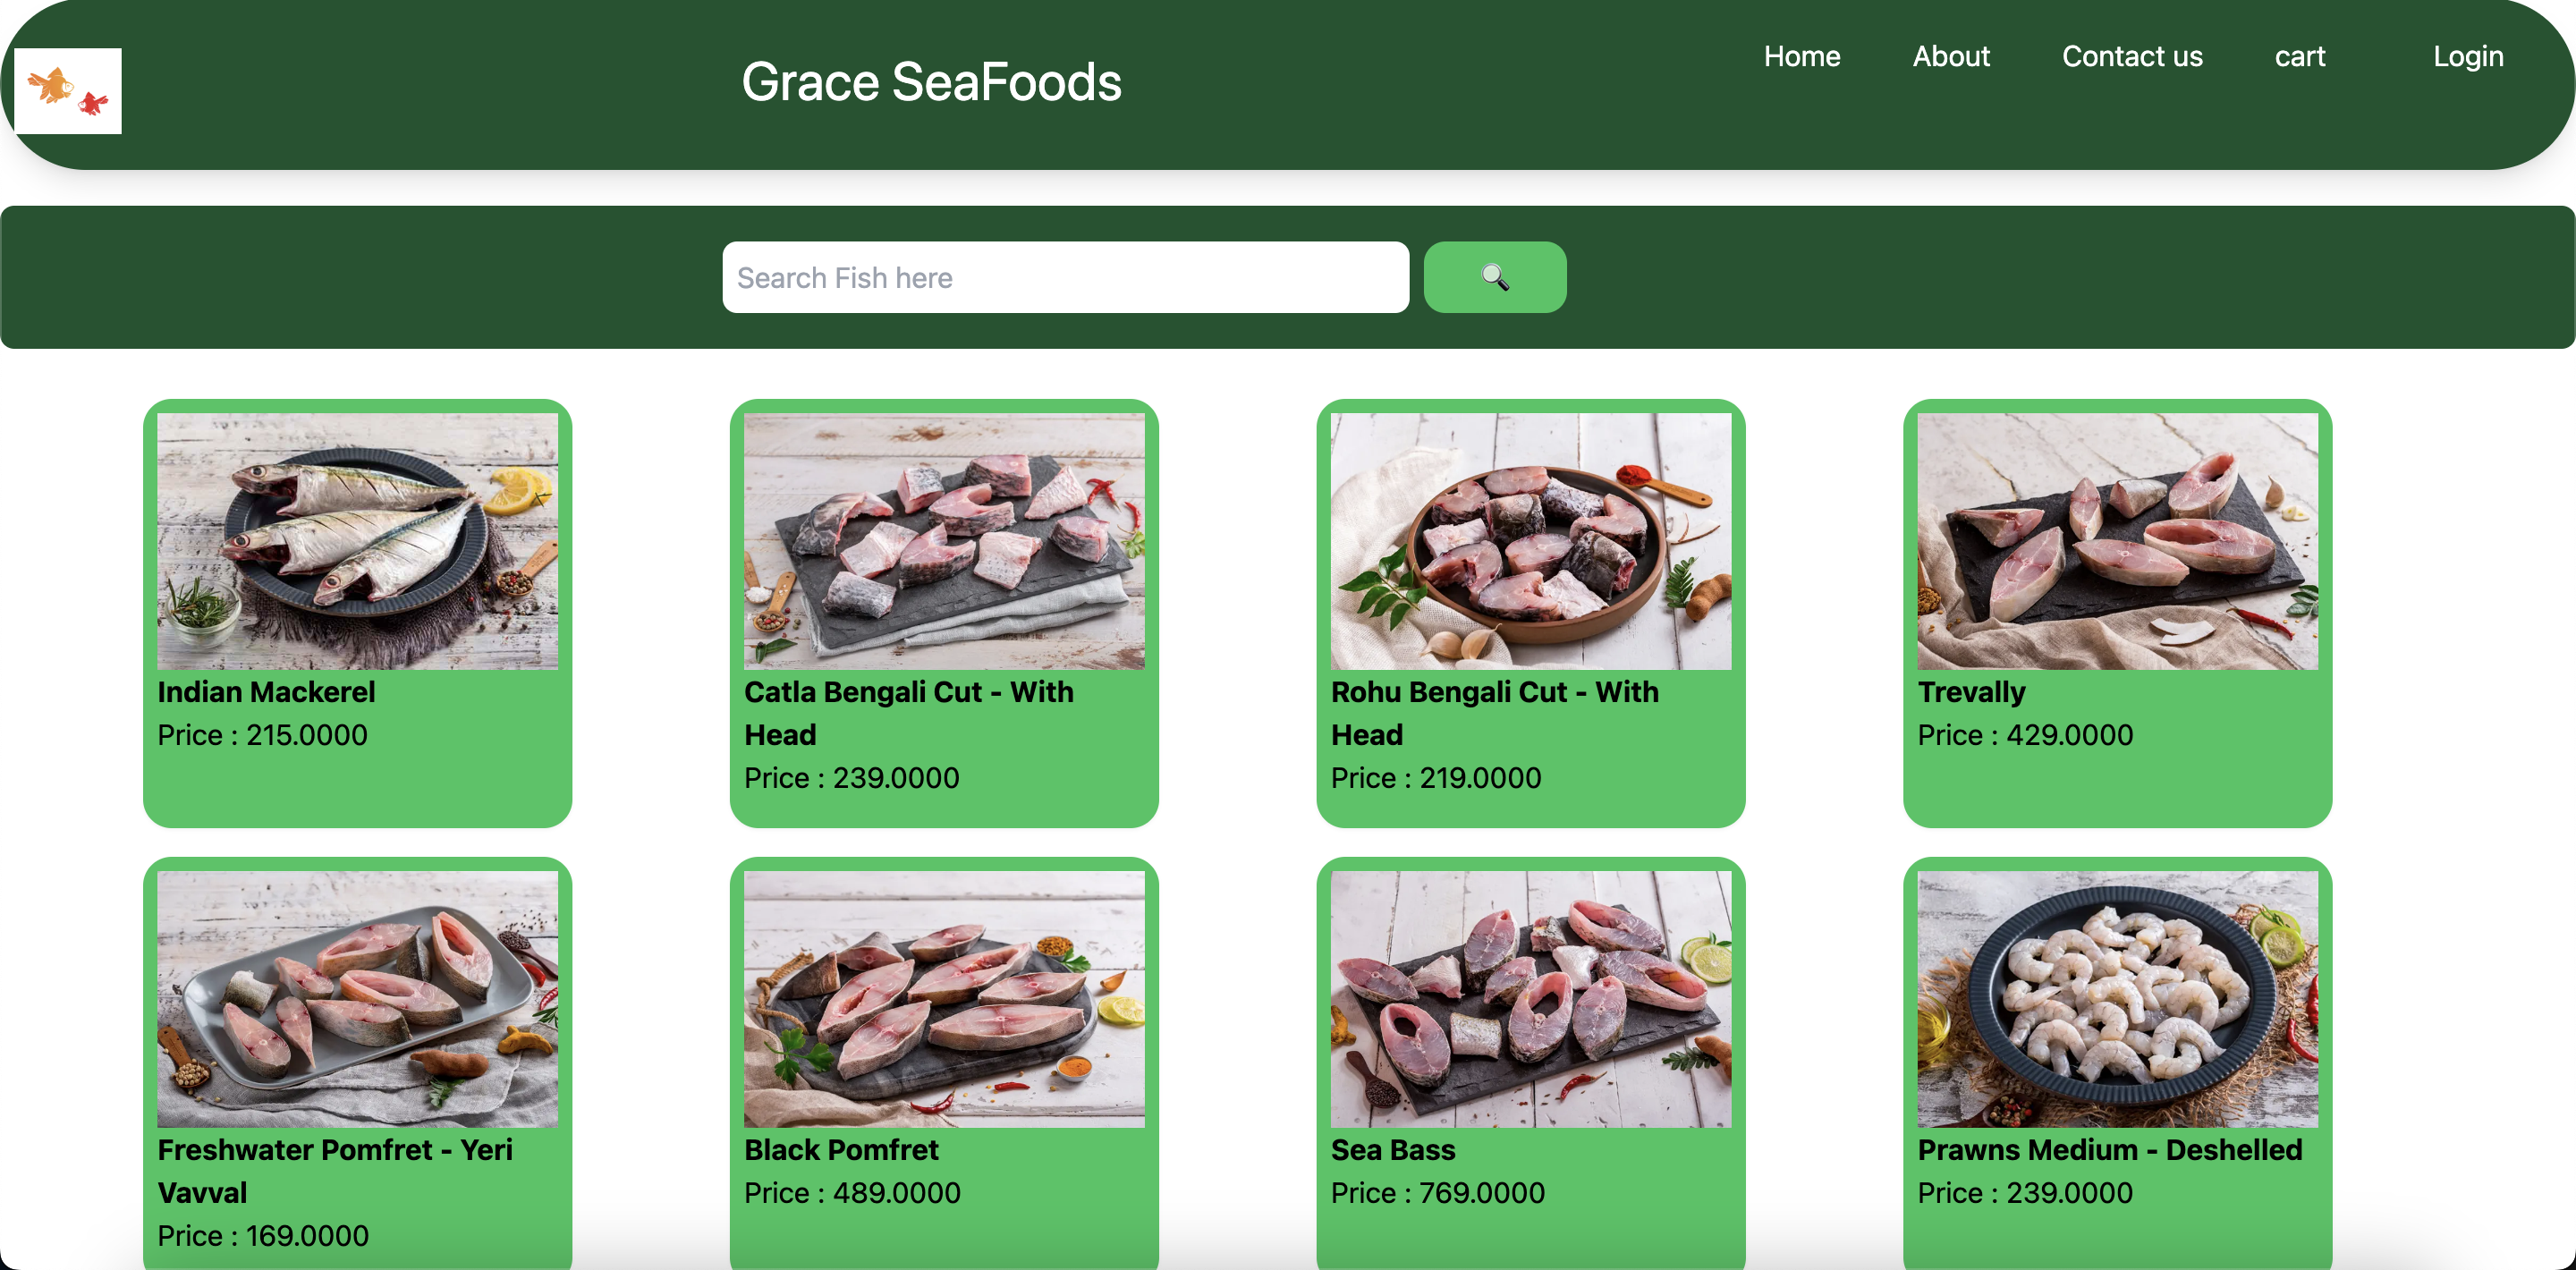 Grace SeaFoods
Home
About
Contact us
cart
Login
Search Fish here
Indian Mackerel
Price : 215.0000
Catla Bengali Cut - With
Head
Price : 239.0000
Rohu Bengali Cut - With
Head
Price : 219.0000
Trevally
Price : 429.0000
Freshwater Pomfret - Yeri
Vavval
Price : 169.0000
Black Pomfret
Price : 489.0000
Sea Bass
Price : 769.0000
Prawns Medium - Deshelled
Price : 239.0000